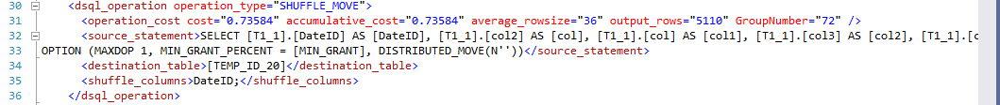 30 <dsql_operation operation_type="SHUFFLE_MOVE">
31 <operation_cost cost="0.73584" accumulative_cost="0.73584" average_rowsize="36" output_rows="5110" GroupNumber="72" />
32 <source_statement>SELECT [T1_1].[DateID] AS [DateID], [T1_1].[col2] AS [col], [T1_1].[col] AS [col1], [T1_1].[col3] AS [col2], [T1_1].[c
33 OPTION (MAXDOP 1, MIN_GRANT_PERCENT = [MIN_GRANT], DISTRIBUTED_MOVE(N''))</source_statement>
34 <destination_table>[TEMP_ID_20]</destination_table>
35 <shuffle_columns>DateID;</shuffle_columns>
36 </dsql_operation>